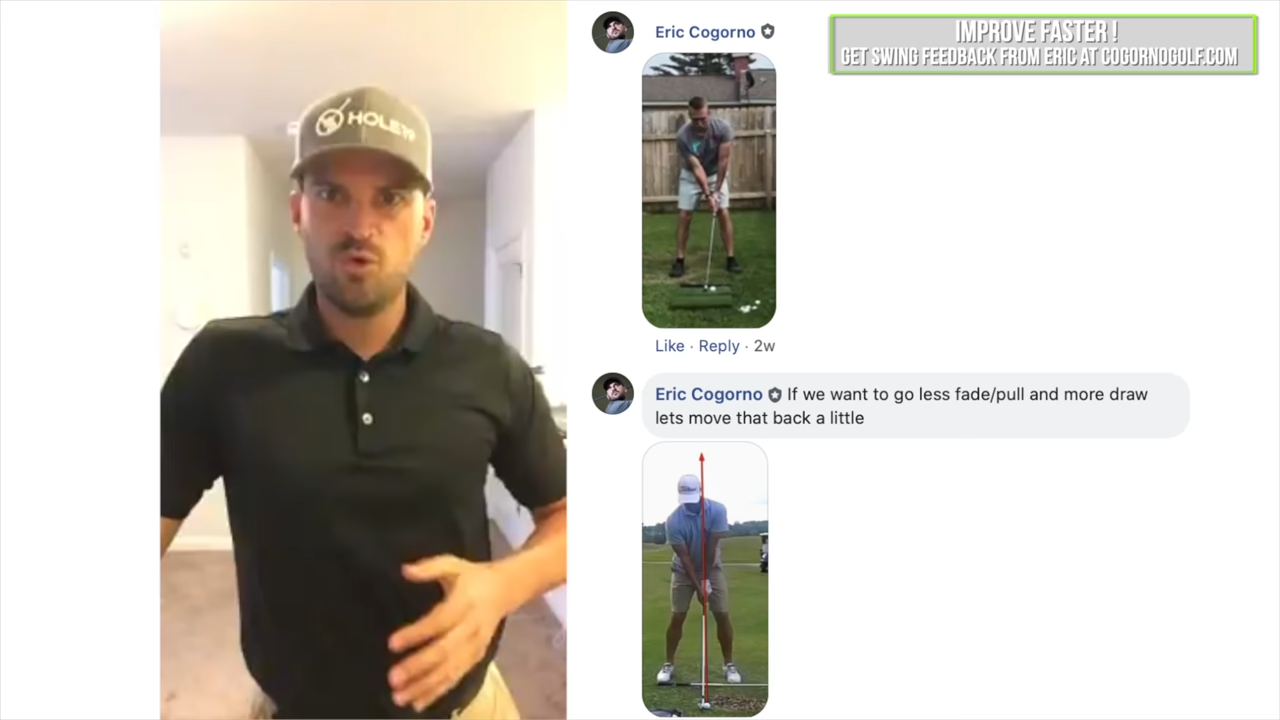 HOLE19
Eric Cogorno
IMPROVE FASTER !
GET SWING FEEDBACK FROM ERIC AT COGORNOGOLF.COM
Like · Reply · 2w
Eric Cogorno If we want to go less fade/pull and more draw
lets move that back a little